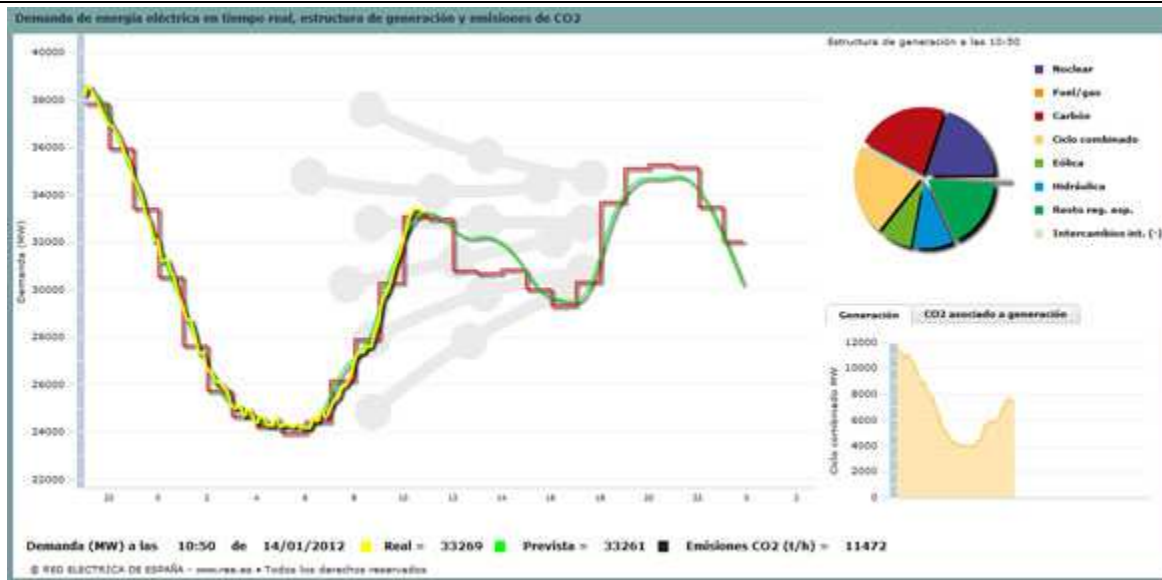 Demanda de energía eléctrica en tiempo real, estructura de generación y emisiones de CO2
Estructura de generación a las 10:50
Nuclear
Fuel/gas
Carbón
Ciclo combinado
Eólica
Hidráulica
Resto reg. esp.
Intercambios int. (-)
Demanda (MW)
40000
38000
36000
34000
32000
30000
28000
26000
24000
22000
22 0 2 4 6 8 10 12 14 16 18 20 22 0 2
Generación CO2 asociado a generación
Ciclo combinado MW
12000
10000
8000
6000
4000
2000
0
Demanda (MW) a las 10:50 de 14/01/2012 Real = 33269 Prevista = 33261 Emisiones CO2 (t/h) = 11472
© RED ELECTRICA DE ESPAÑA - www.ree.es • Todos los derechos reservados